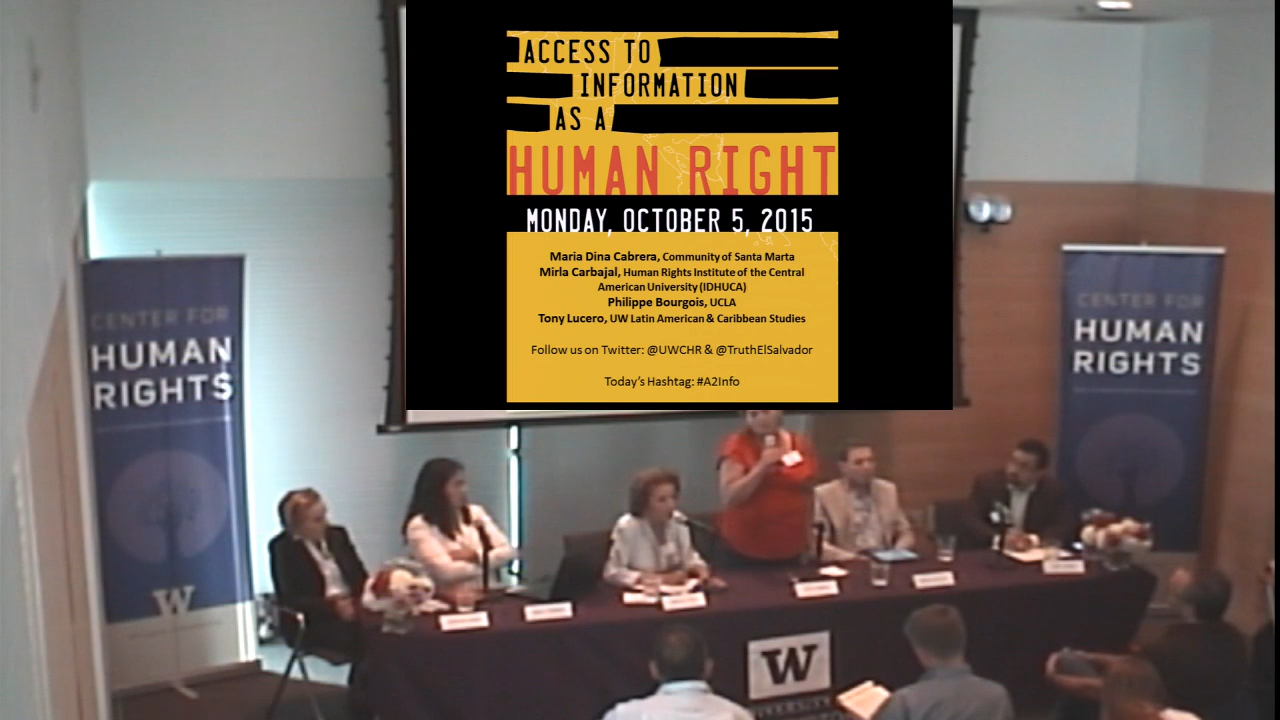 ACCESS TO
INFORMATION
AS A
HUMAN RIGHT
MONDAY, OCTOBER 5, 2015
Maria Dina Cabrera, Community of Santa Marta
Mirla Carbajal, Human Rights Institute of the Central
American University (IDHUCA)
Philippe Bourgois, UCLA
Tony Lucero, UW Latin American & Caribbean Studies
Follow us on Twitter: @UWCHR & @TruthElSalvador
Today's Hashtag: #A2Info
CENTER FOR
HUMAN
RIGHTS
W
CENTER FOR
HUMAN
RIGHTS
W